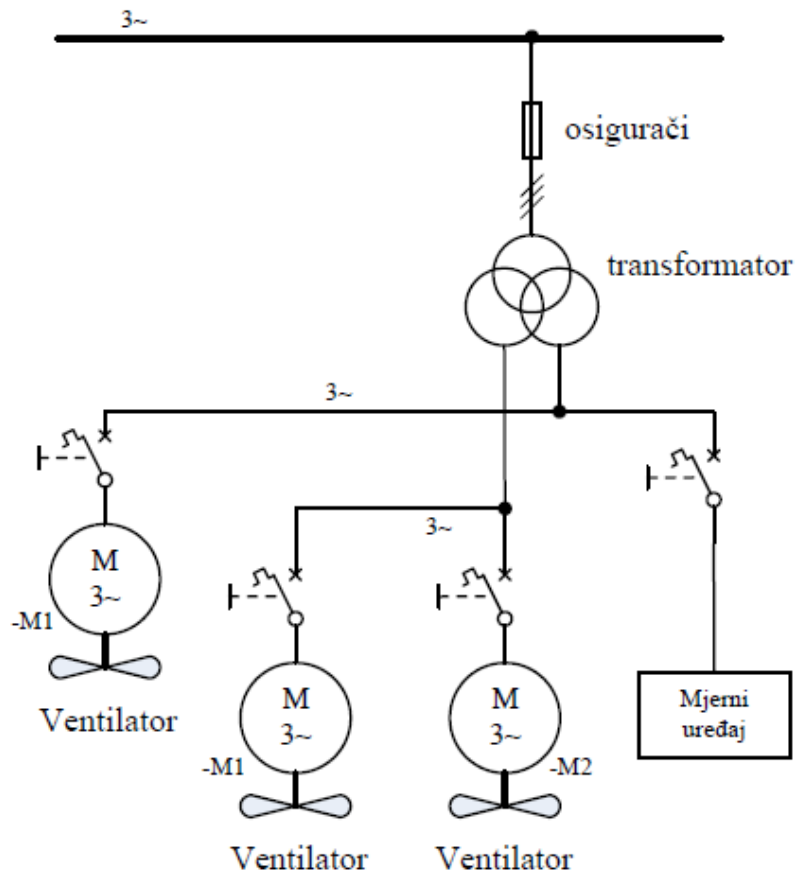 3~
osigurači
transformator
3~
M
3~
-M1
Ventilator
3~
M
3~
-M1
Ventilator
M
3~
-M2
Ventilator
Mjerni
uređaj